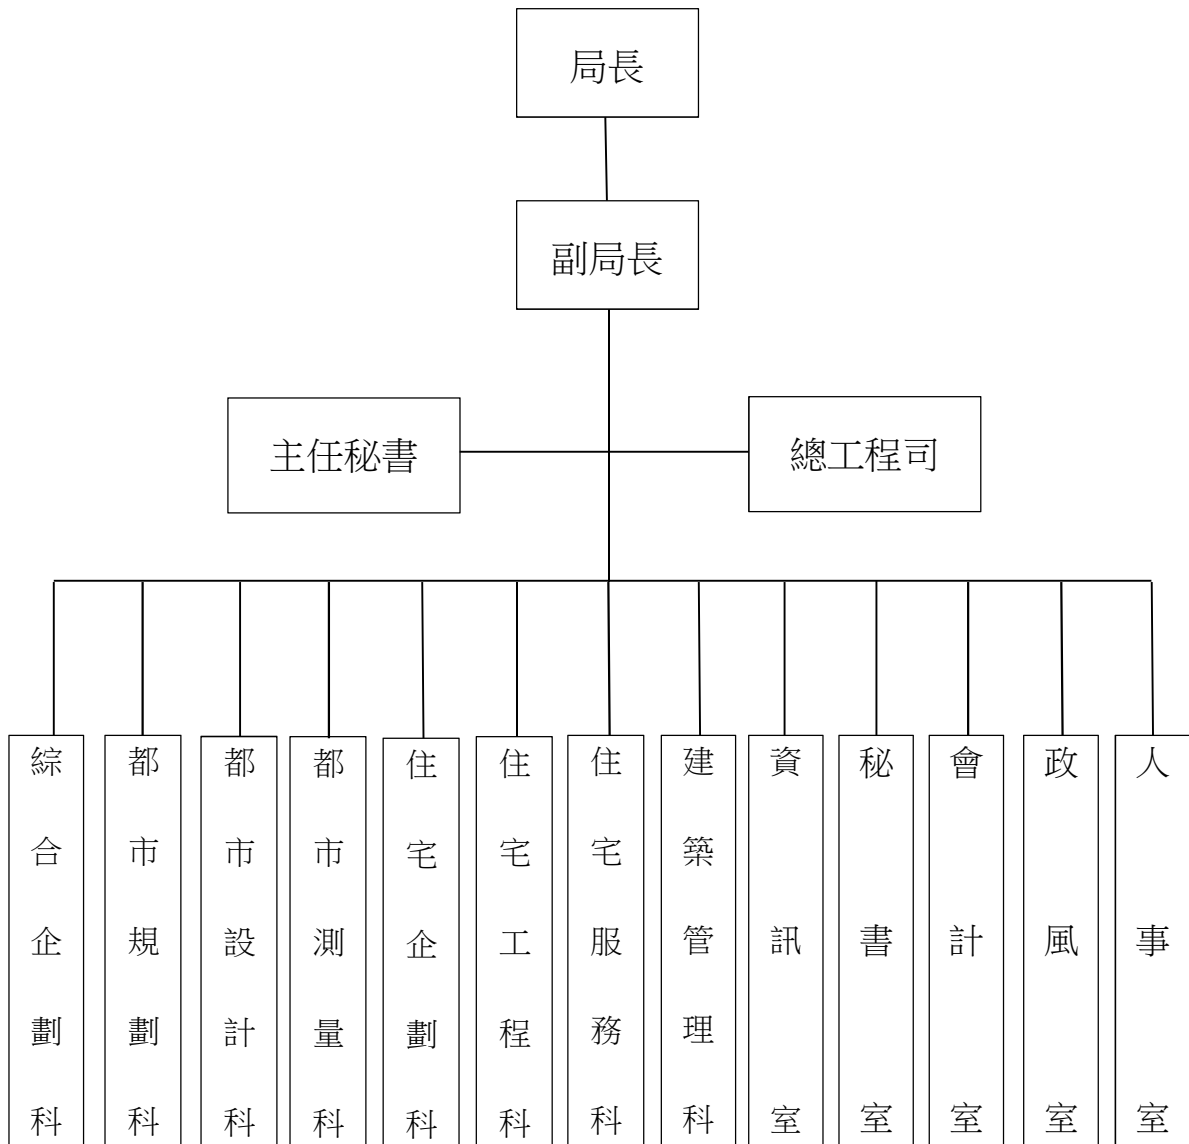 局長
副局長
主任秘書
總工程司
綜合企劃科
都市規劃科
都市設計科
都市測量科
住宅企劃科
住宅工程科
住宅服務科
建築管理科
資訊室
秘書室
會計室
政風室
人事室